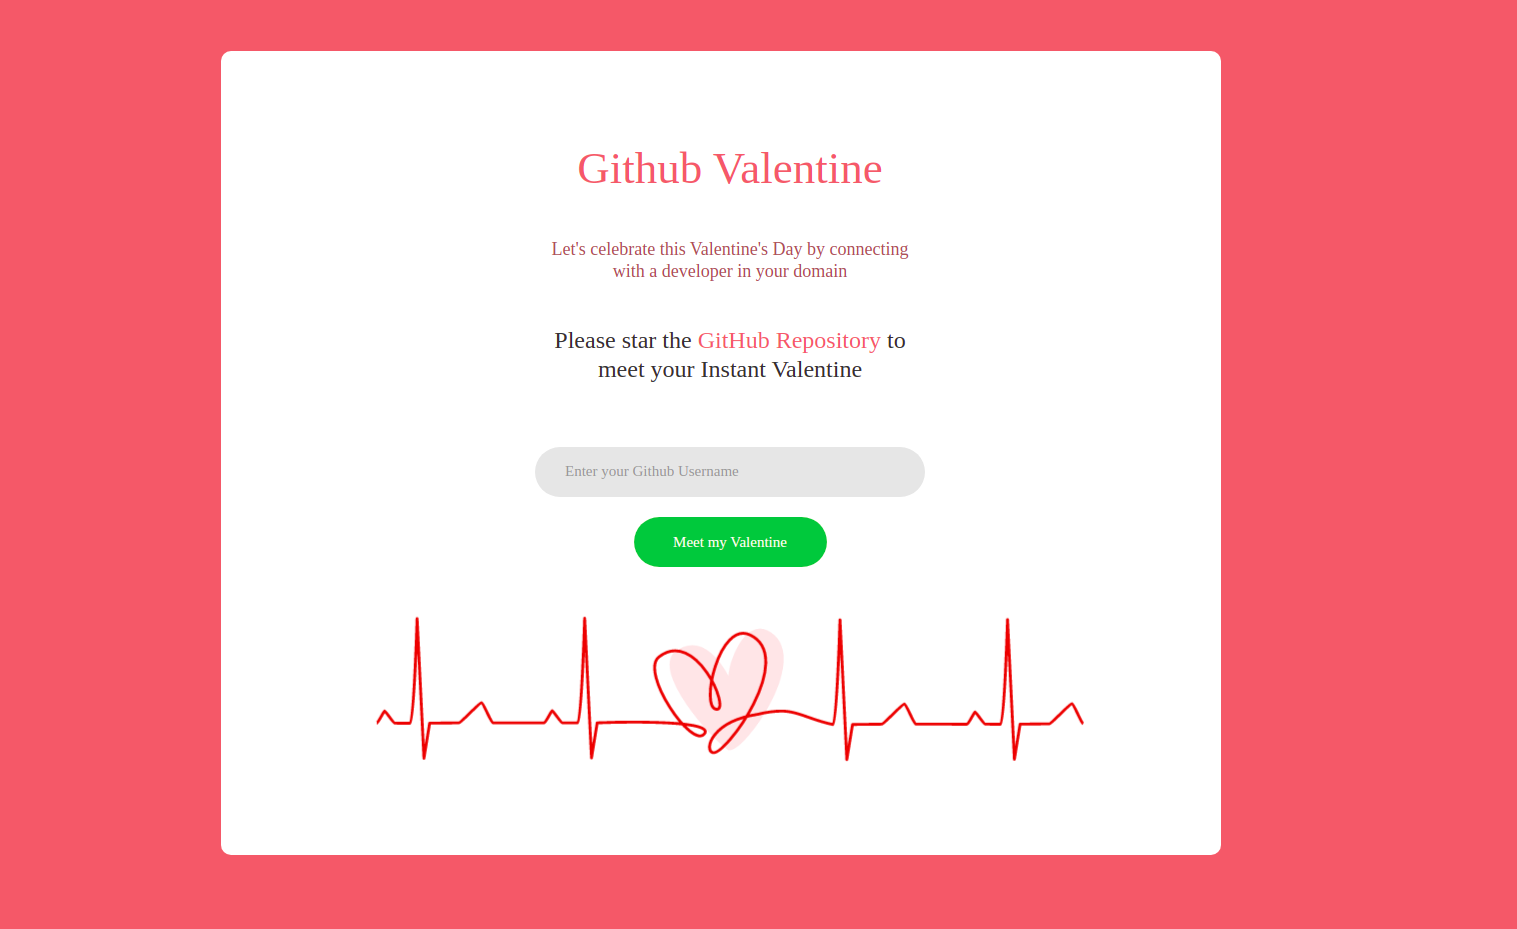 Github Valentine
Let's celebrate this Valentine's Day by connecting
with a developer in your domain
Please star the GitHub Repository to
meet your Instant Valentine
Enter your Github Username
Meet my Valentine